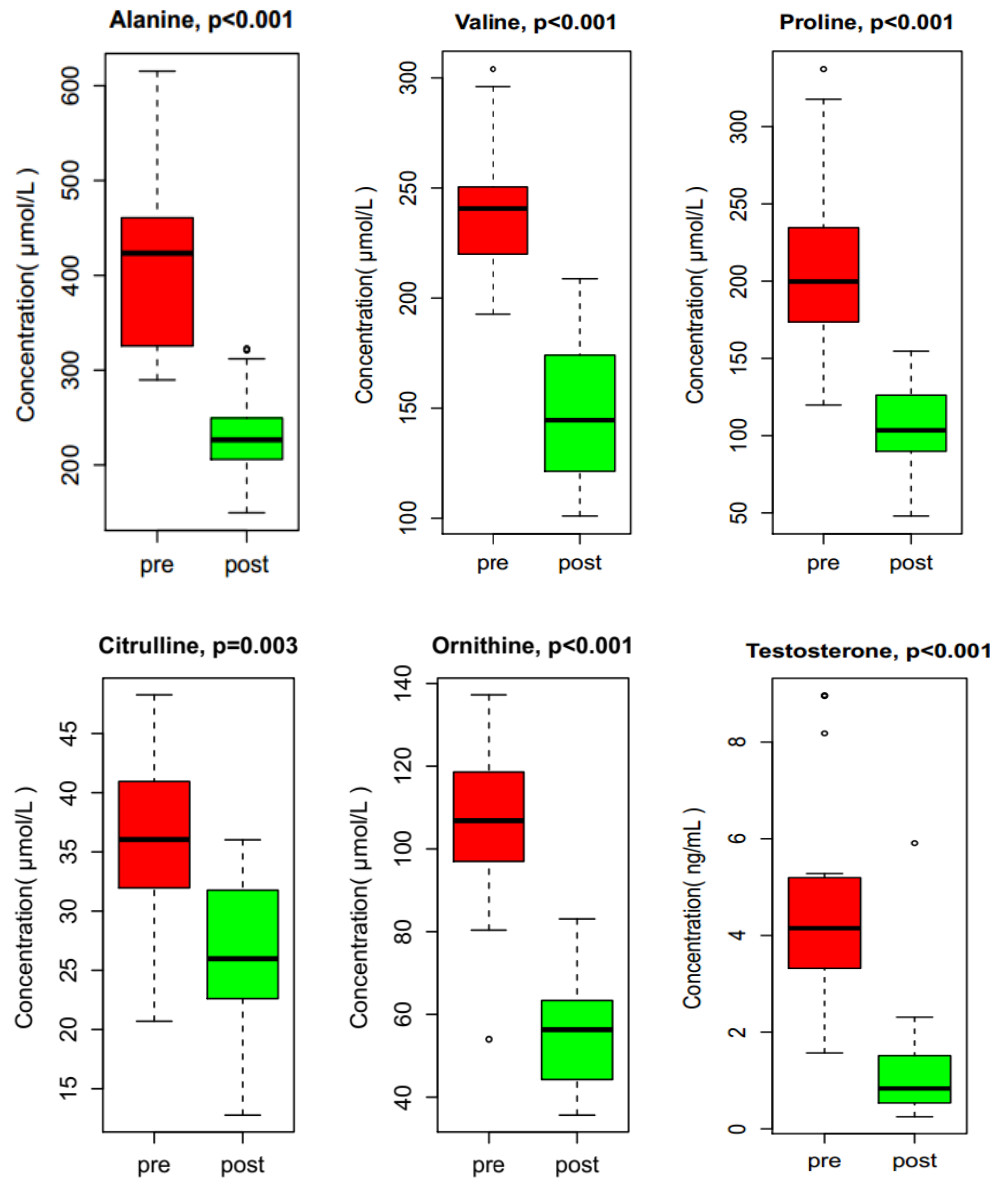 Alanine, p<0.001
Concentration( µmol/L )
600
500
400
300
200
pre post
Valine, p<0.001
Concentration( µmol/L )
300
250
200
150
100
pre post
Proline, p<0.001
Concentration( µmol/L )
300
250
200
150
100
50
pre post
Citrulline, p=0.003
Concentration( µmol/L )
45
40
35
30
25
20
15
pre post
Ornithine, p<0.001
Concentration( µmol/L )
140
120
100
80
60
40
pre post
Testosterone, p<0.001
Concentration( ng/mL )
8
6
4
2
0
pre post